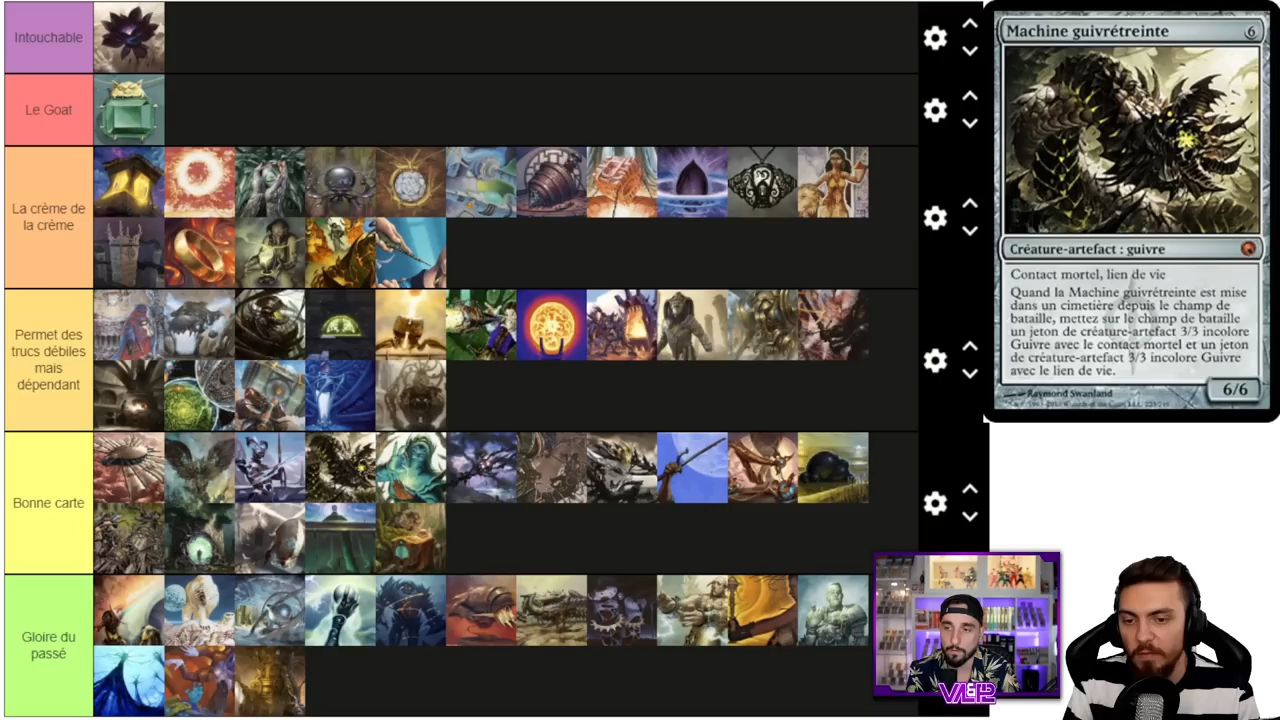 Intouchable
Le Goat
La crème de
la crème
Permet des
trucs débiles
mais
dépendant
Bonne carte
Gloire du
passé
Machine guivrétreinte 6
Créature-artefact : guivre
Contact mortel, lien de vie
Quand la Machine guivrétreinte est mise
dans un cimetière depuis le champ de
bataille, mettez sur le champ de bataille
un jeton de créature-artefact 3/3 incolore
Guivre avec le contact mortel et un jeton
de créature-artefact 3/3 incolore Guivre
avec le lien de vie.
6/6
Raymond Swanland